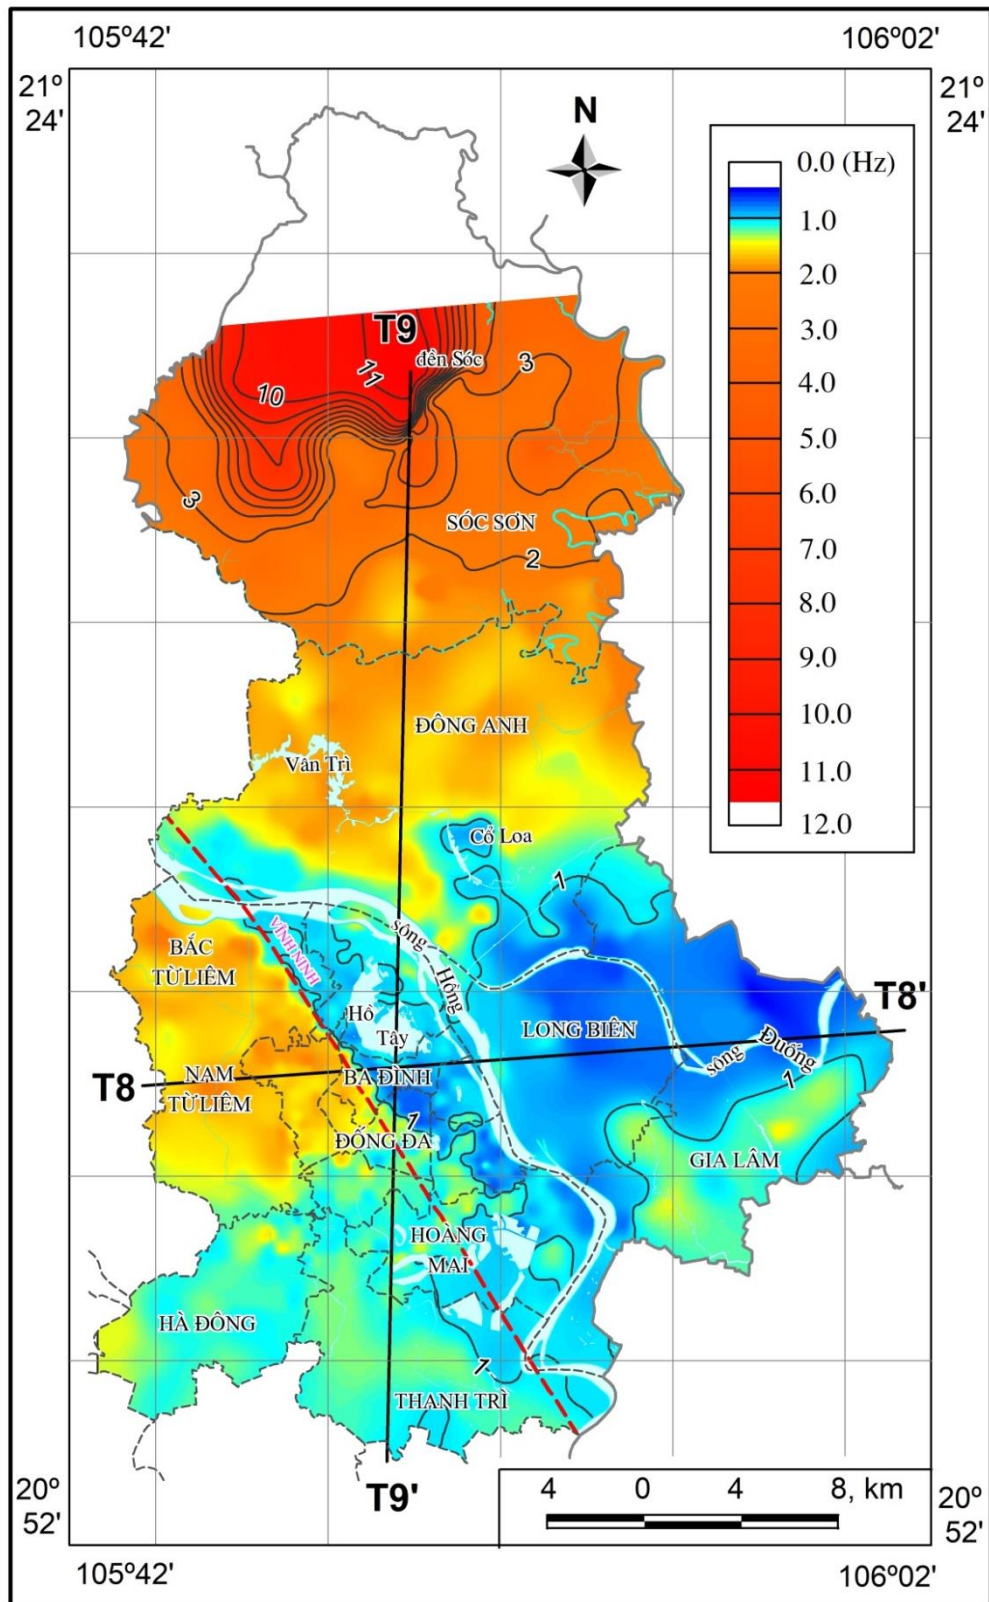 105º42'
106º02'
21º
24'
21º
24'
N
0.0 (Hz)
1.0
2.0
3.0
4.0
5.0
6.0
7.0
8.0
9.0
10.0
11.0
12.0
T9
đền Sóc
3
11
10
3
SÓC SƠN
2
ĐÔNG ANH
Vân Trì
Cổ Loa
1
VĨNH NINH
sông
Hồng
BẮC
TỪ LIÊM
Hồ
Tây
LONG BIÊN
T8'
sông
Đuống
T8
NAM
TỪ LIÊM
BA ĐÌNH
1
1
ĐỐNG ĐA
GIA LÂM
HOÀNG
MAI
HÀ ĐÔNG
1
THANH TRÌ
T9'
4 0 4 8, km
20º
52'
20º
52'
105º42'
106º02'